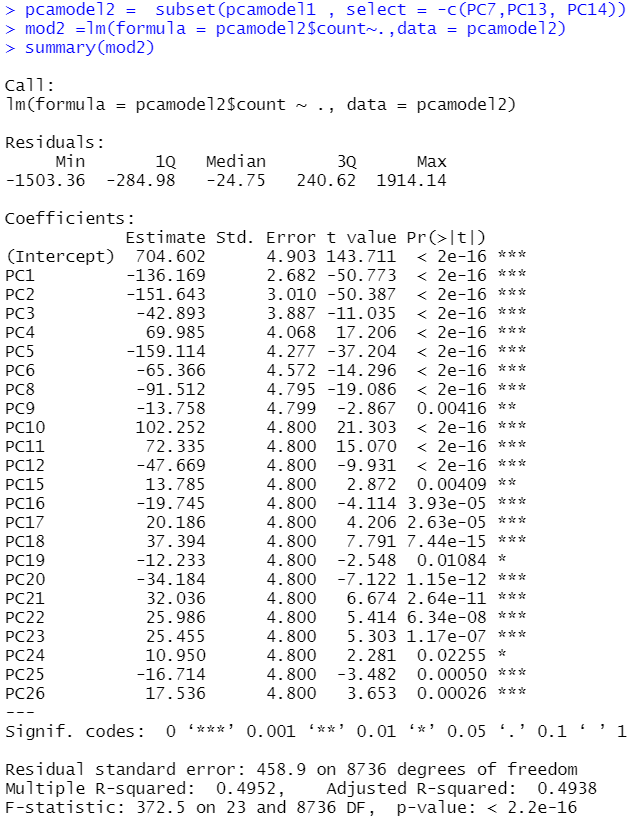 > pcamodel2 =  subset(pcamodel1 , select = -c(PC7,PC13, PC14))
> mod2 =lm(formula = pcamodel2$count~.,data = pcamodel2)
> summary(mod2)

Call:
lm(formula = pcamodel2$count ~ ., data = pcamodel2)

Residuals:
     Min       1Q   Median       3Q      Max
-1503.36  -284.98   -24.75   240.62  1914.14

Coefficients:
            Estimate Std. Error t value Pr(>|t|)
(Intercept)  704.602      4.903 143.711  < 2e-16 ***
PC1         -136.169      2.682 -50.773  < 2e-16 ***
PC2         -151.643      3.010 -50.387  < 2e-16 ***
PC3          -42.893      3.887 -11.035  < 2e-16 ***
PC4           69.985      4.068  17.206  < 2e-16 ***
PC5         -159.114      4.277 -37.204  < 2e-16 ***
PC6          -65.366      4.572 -14.296  < 2e-16 ***
PC8          -91.512      4.795 -19.086  < 2e-16 ***
PC9          -13.758      4.799  -2.867  0.00416 **
PC10         102.252      4.800  21.303  < 2e-16 ***
PC11          72.335      4.800  15.070  < 2e-16 ***
PC12         -47.669      4.800  -9.931  < 2e-16 ***
PC15          13.785      4.800   2.872  0.00409 **
PC16         -19.745      4.800  -4.114 3.93e-05 ***
PC17          20.186      4.800   4.206 2.63e-05 ***
PC18          37.394      4.800   7.791 7.44e-15 ***
PC19         -12.233      4.800  -2.548  0.01084 *
PC20         -34.184      4.800  -7.122 1.15e-12 ***
PC21          32.036      4.800   6.674 2.64e-11 ***
PC22          25.986      4.800   5.414 6.34e-08 ***
PC23          25.455      4.800   5.303 1.17e-07 ***
PC24          10.950      4.800   2.281  0.02255 *
PC25         -16.714      4.800  -3.482  0.00050 ***
PC26          17.536      4.800   3.653  0.00026 ***
---
Signif. codes:  0 ‘***’ 0.001 ‘**’ 0.01 ‘*’ 0.05 ‘.’ 0.1 ‘ ’ 1

Residual standard error: 458.9 on 8736 degrees of freedom
Multiple R-squared:  0.4952,    Adjusted R-squared:  0.4938
F-statistic: 372.5 on 23 and 8736 DF,  p-value: < 2.2e-16